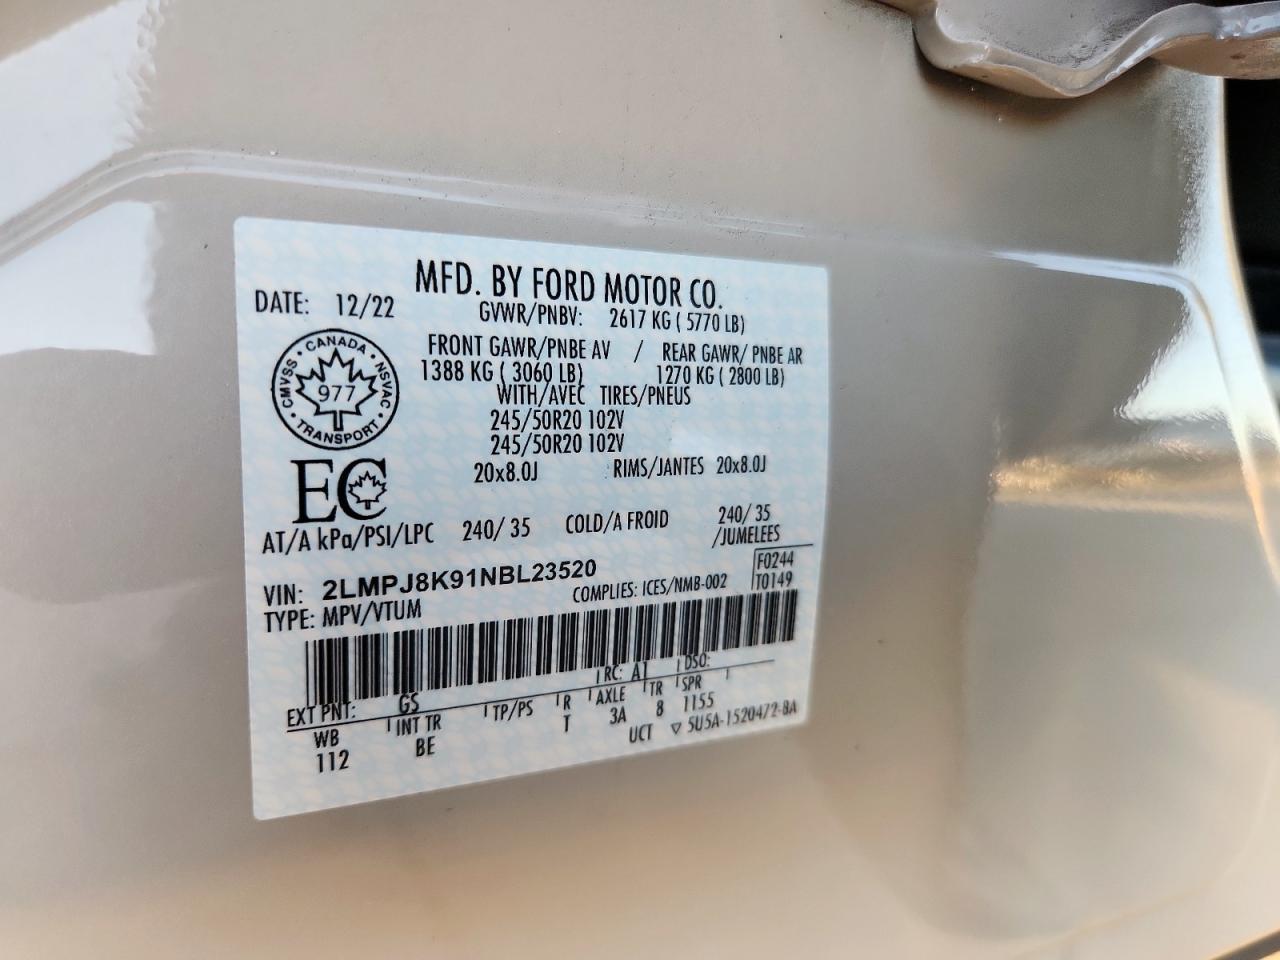 MFD. BY FORD MOTOR CO.
DATE: 12/22
GVWR/PNBV: 2617 KG ( 5770 LB)
FRONT GAWR/PNBE AV / REAR GAWR/ PNBE AR
1388 KG ( 3060 LB) 1270 KG ( 2800 LB)
WITH/AVEC TIRES/PNEUS
245/50R20 102V
245/50R20 102V
20x8.0J RIMS/JANTES 20x8.0J
CMVSS • CANADA • NSVAC • TRANSPORT •
977
EC
AT/A kPa/PSI/LPC 240/ 35 COLD/A FROID 240/ 35
/JUMELEES
VIN: 2LMPJ8K91NBL23520
F0244
TYPE: MPV/VTUM COMPLIES: ICES/NMB-002 T0149
RC: A1 DSO:
EXT PNT: GS
WB INT TR TP/PS R AXLE TR SPR
112 BE T 3A 8 1155
UCT ▽ 5U5A-1520472-BA